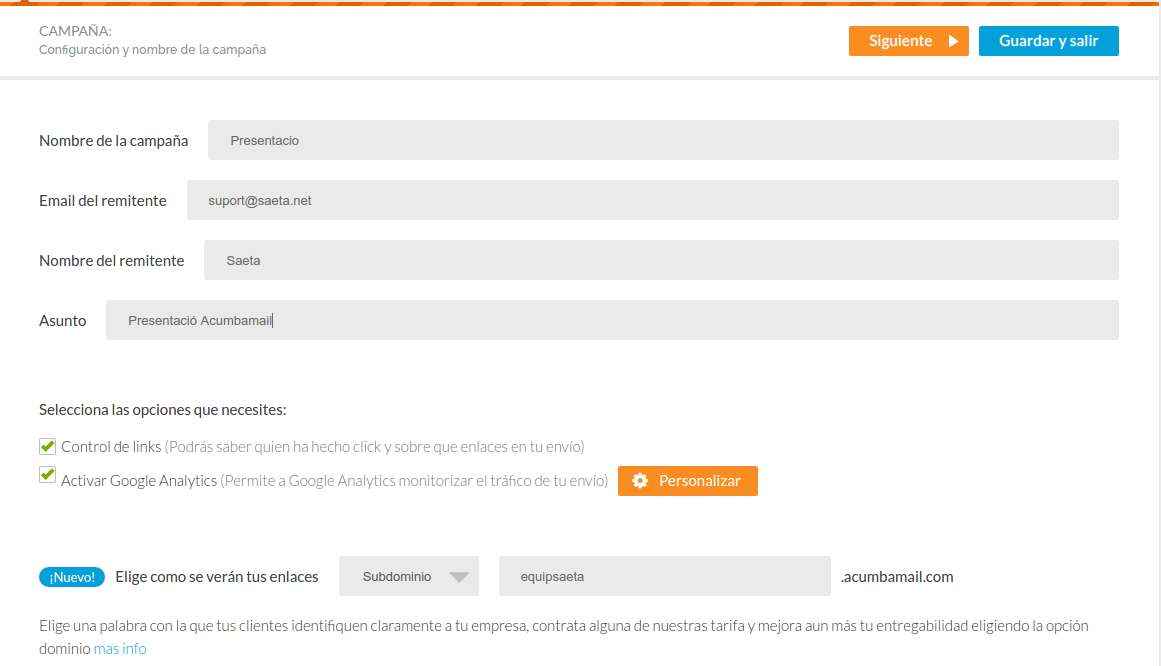 CAMPAÑA:
Configuración y nombre de la campaña
Siguiente
Guardar y salir
Nombre de la campaña
Presentacio
Email del remitente
suport@saeta.net
Nombre del remitente
Saeta
Asunto
Presentació Acumbamail
Selecciona las opciones que necesites:
Control de links (Podrás saber quien ha hecho click y sobre que enlaces en tu envío)
Activar Google Analytics (Permite a Google Analytics monitorizar el tráfico de tu envío)
Personalizar
¡Nuevo! Elige como se verán tus enlaces
Subdominio
equipsaeta
.acumbamail.com
Elige una palabra con la que tus clientes identifiquen claramente a tu empresa, contrata alguna de nuestras tarifa y mejora aun más tu entregabilidad eligiendo la opción
dominio mas info